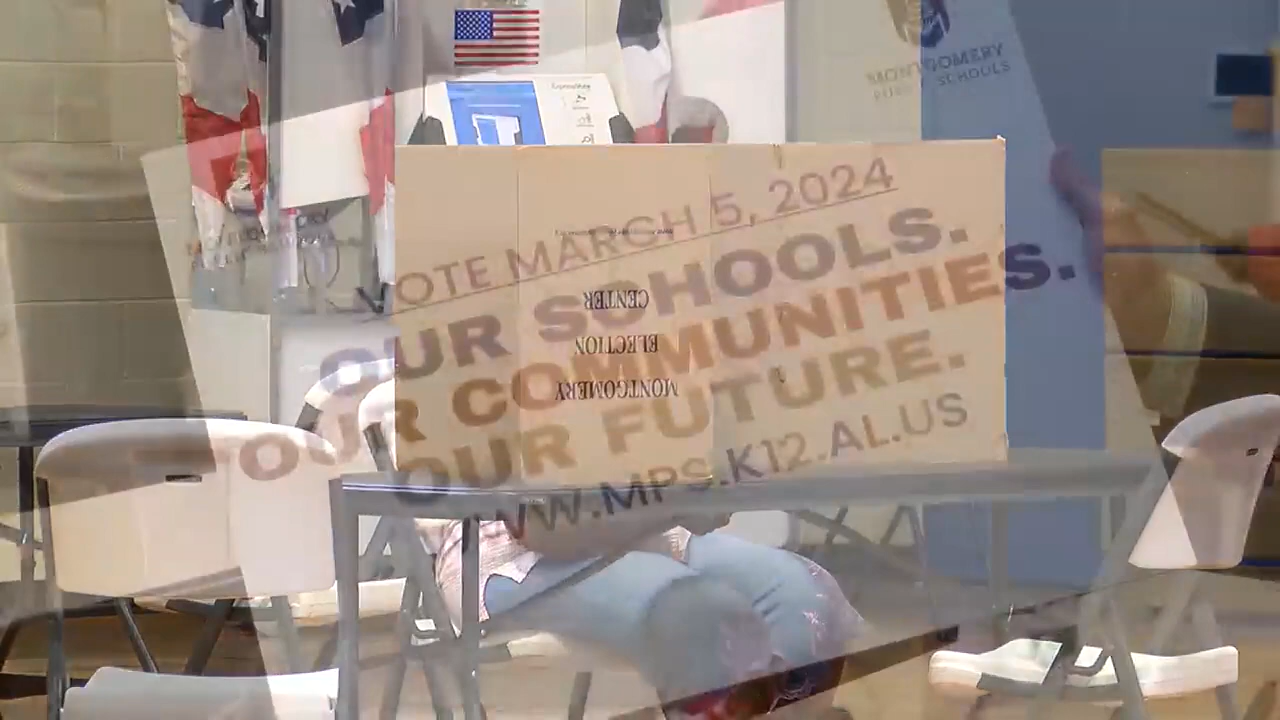 MONTGOMERY
SCHOOLS
VOTE MARCH 5, 2024
OUR SCHOOLS.
OUR COMMUNITIES.
OUR FUTURE.
WWW.MPS.K12.AL.US
MONTGOMERY
ELECTION
CENTER